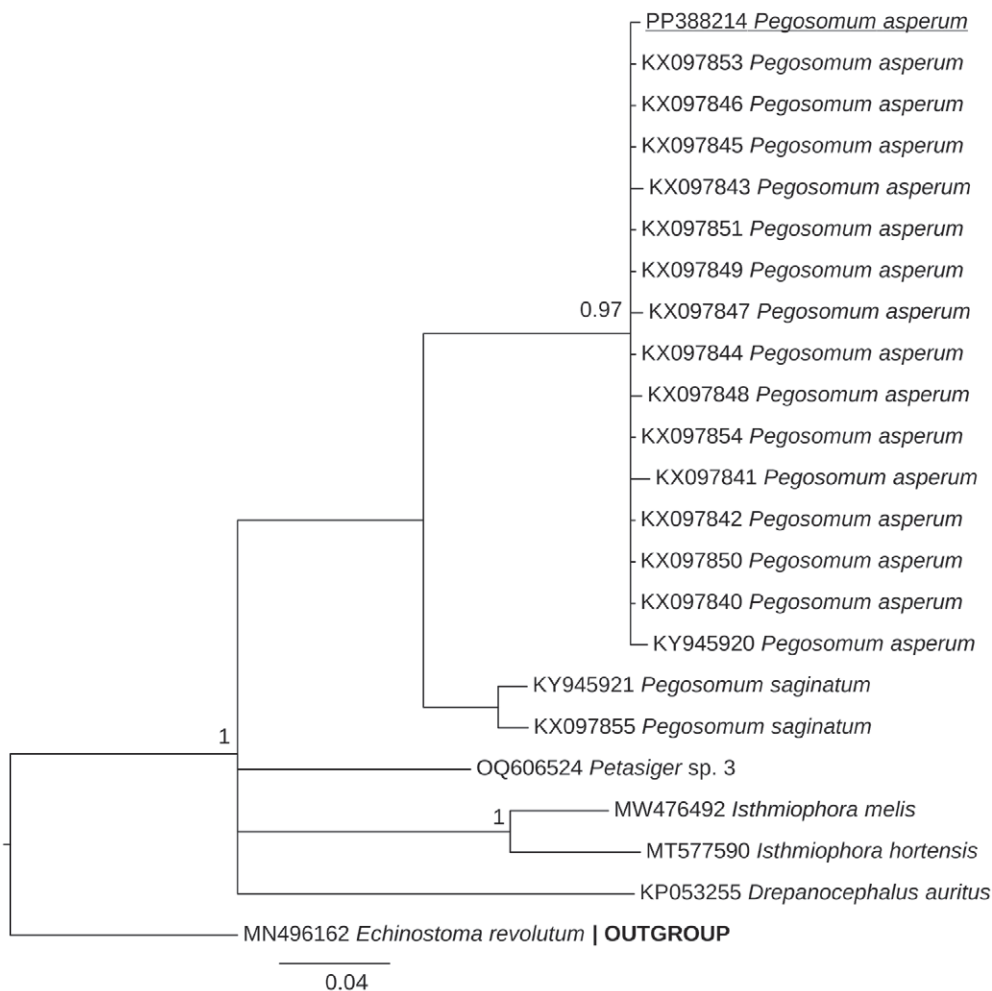 PP388214 Pegosomum asperum
KX097853 Pegosomum asperum
KX097846 Pegosomum asperum
KX097845 Pegosomum asperum
KX097843 Pegosomum asperum
KX097851 Pegosomum asperum
KX097849 Pegosomum asperum
0.97
KX097847 Pegosomum asperum
KX097844 Pegosomum asperum
KX097848 Pegosomum asperum
KX097854 Pegosomum asperum
KX097841 Pegosomum asperum
KX097842 Pegosomum asperum
KX097850 Pegosomum asperum
KX097840 Pegosomum asperum
KY945920 Pegosomum asperum
KY945921 Pegosomum saginatum
KX097855 Pegosomum saginatum
1
OQ606524 Petasiger sp. 3
MW476492 Isthmiophora melis
1
MT577590 Isthmiophora hortensis
KP053255 Drepanocephalus auritus
MN496162 Echinostoma revolutum | OUTGROUP
0.04